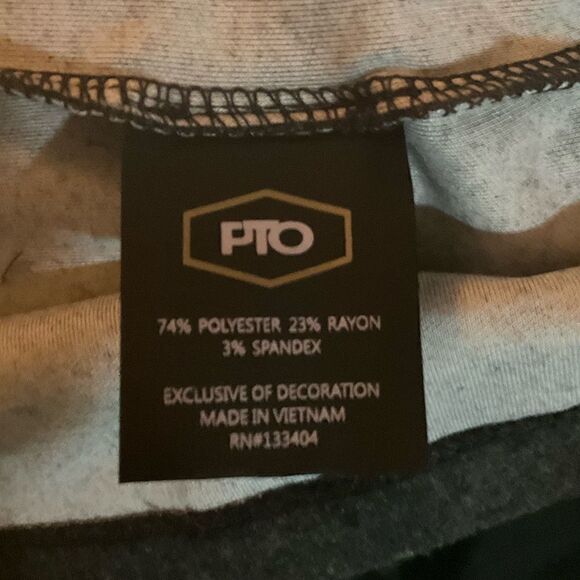 PTO
74% POLYESTER 23% RAYON
3% SPANDEX
EXCLUSIVE OF DECORATION
MADE IN VIETNAM
RN#133404